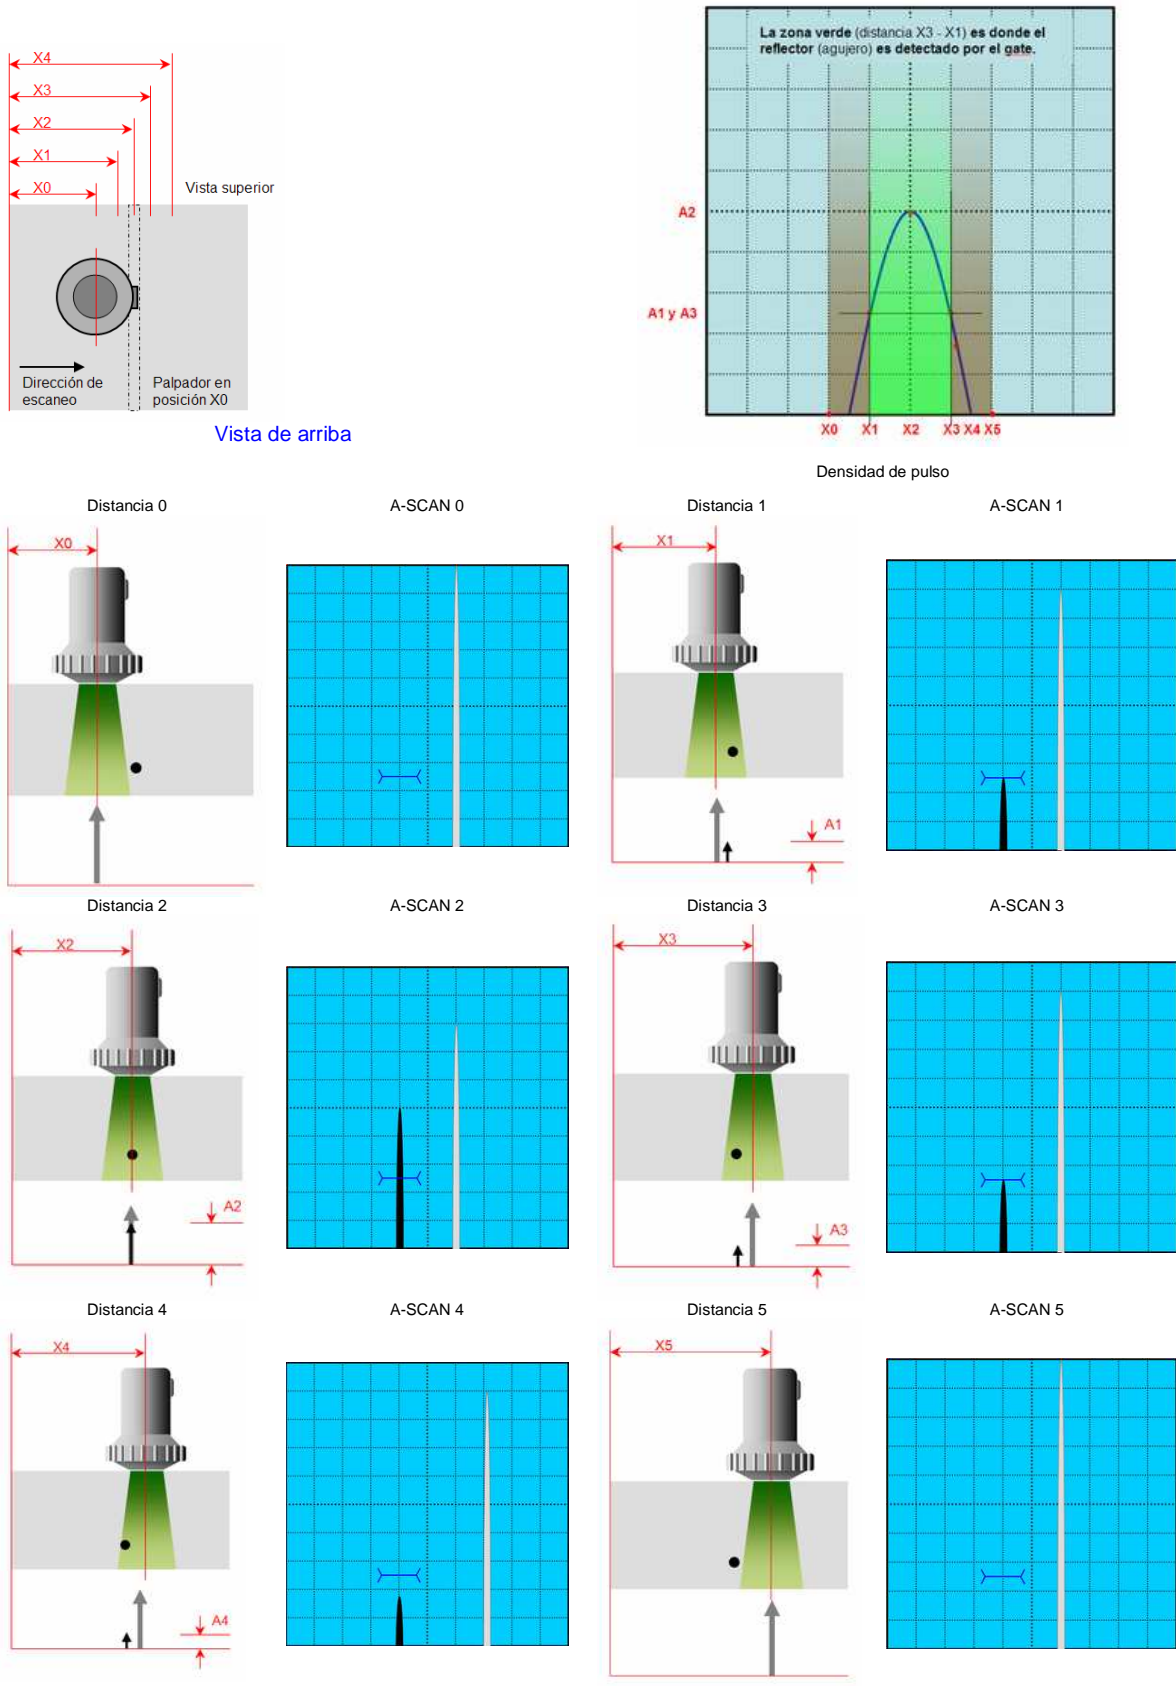 X4
X3
X2
X1
X0
Vista superior
Dirección de
escaneo
Palpador en
posición X0
Vista de arriba
La zona verde (distancia X3 - X1) es donde el
reflector (agujero) es detectado por el gate.
A2
A1 y A3
X0 X1 X2 X3 X4 X5
Densidad de pulso
Distancia 0
A-SCAN 0
Distancia 1
A-SCAN 1
X0
X1
A1
Distancia 2
A-SCAN 2
Distancia 3
A-SCAN 3
X2
X3
A2
A3
Distancia 4
A-SCAN 4
Distancia 5
A-SCAN 5
X4
X5
A4